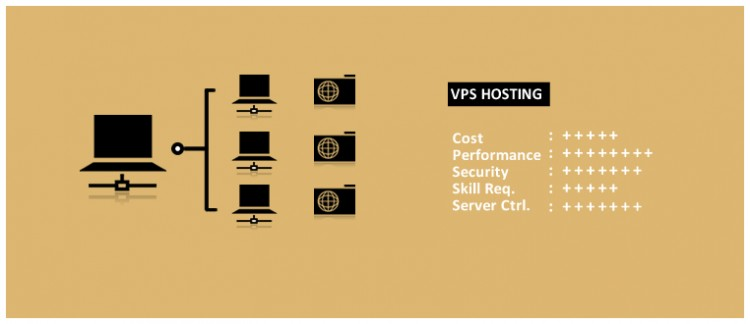 VPS HOSTING
Cost : +++++
Performance : ++++++++
Security : +++++++
Skill Req. : +++++
Server Ctrl. : +++++++